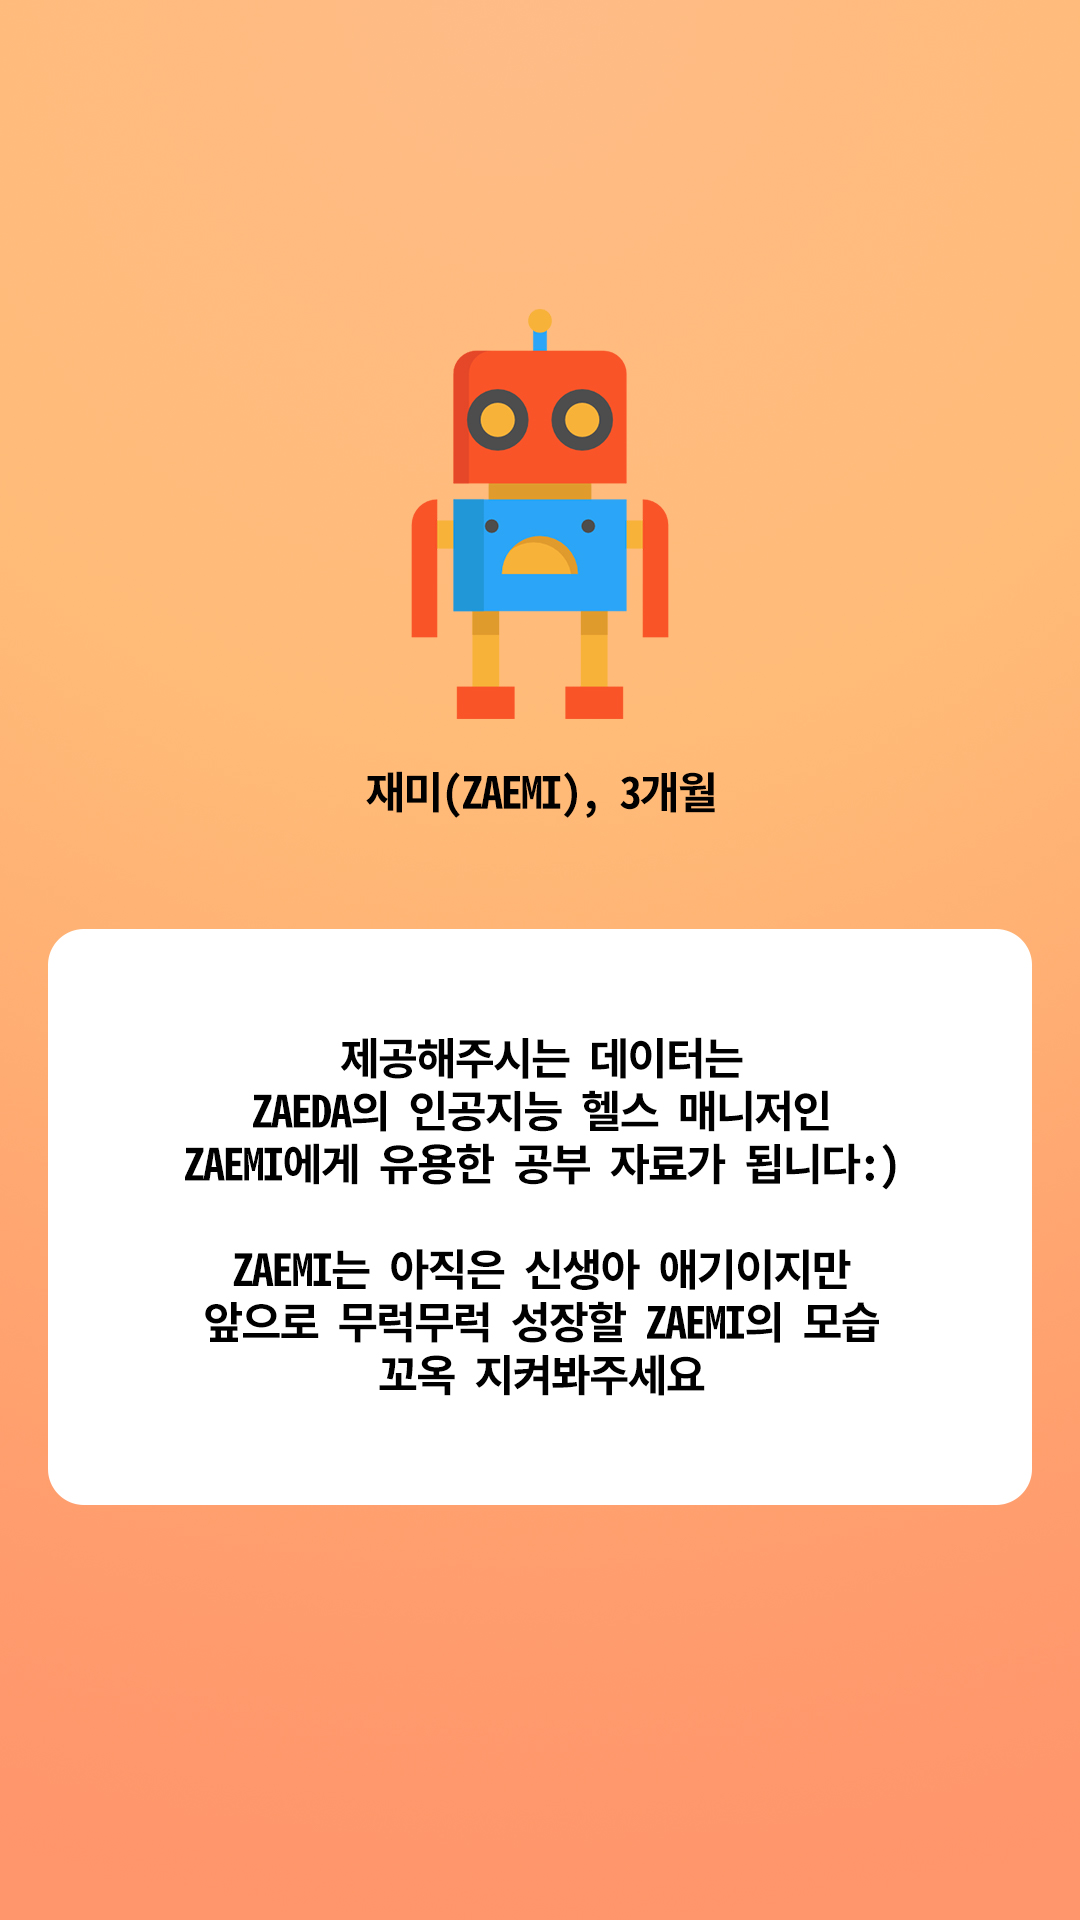 재미(ZAEMI), 3개월
제공해주시는 데이터는
ZAEDA의 인공지능 헬스 매니저인
ZAEMI에게 유용한 공부 자료가 됩니다:)
ZAEMI는 아직은 신생아 애기이지만
앞으로 무럭무럭 성장할 ZAEMI의 모습
꼬옥 지켜봐주세요